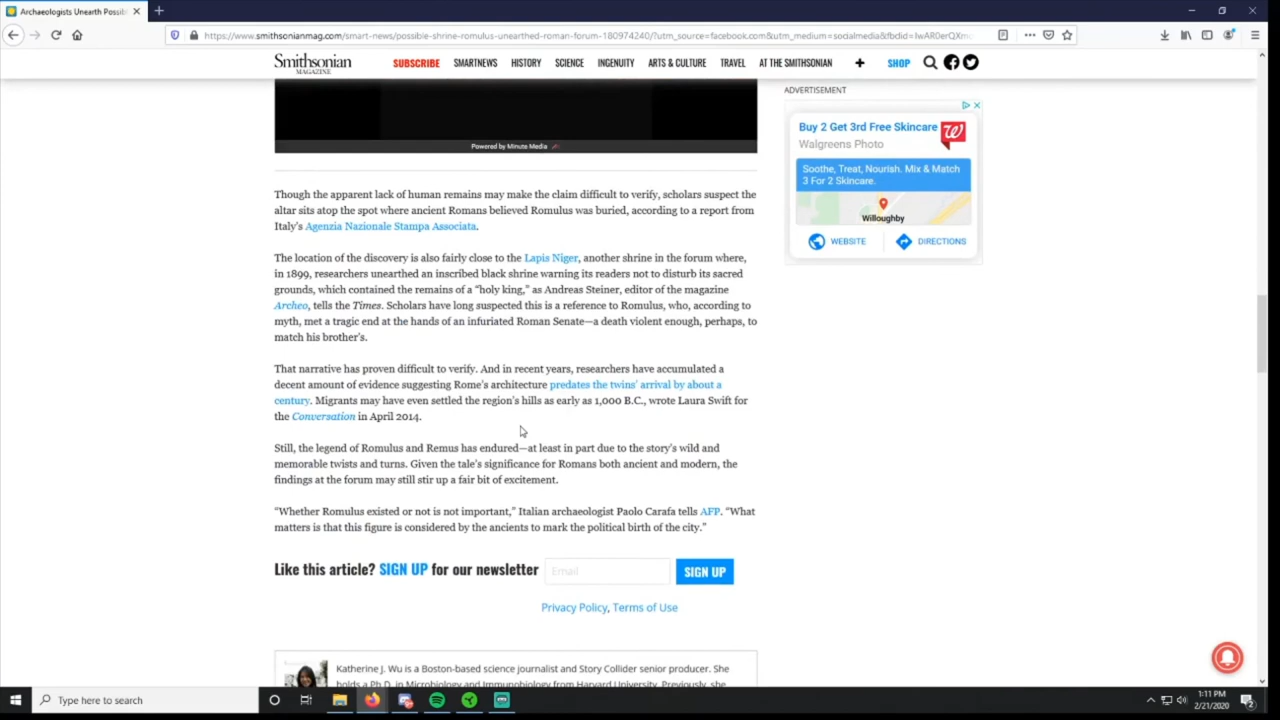 Archaeologists Unearth Possib
https://www.smithsonianmag.com/smart-news/possible-shrine-romulus-unearthed-roman-forum-180974240/?utm_source=facebook.com&utm_medium=socialmedia&fbclid=IwAR0erQXm
Smithsonian
MAGAZINE
SUBSCRIBE SMARTNEWS HISTORY SCIENCE INGENUITY ARTS & CULTURE TRAVEL AT THE SMITHSONIAN + SHOP
ADVERTISEMENT
Buy 2 Get 3rd Free Skincare
Walgreens Photo
Soothe, Treat, Nourish. Mix & Match
3 For 2 Skincare.
Willoughby
WEBSITE DIRECTIONS
Powered by Minute Media
Though the apparent lack of human remains may make the claim difficult to verify, scholars suspect the
altar sits atop the spot where ancient Romans believed Romulus was buried, according to a report from
Italy's Agenzia Nazionale Stampa Associata.
The location of the discovery is also fairly close to the Lapis Niger, another shrine in the forum where,
in 1899, researchers unearthed an inscribed black shrine warning its readers not to disturb its sacred
grounds, which contained the remains of a “holy king,” as Andreas Steiner, editor of the magazine
Archeo, tells the Times. Scholars have long suspected this is a reference to Romulus, who, according to
myth, met a tragic end at the hands of an infuriated Roman Senate—a death violent enough, perhaps, to
match his brother's.
That narrative has proven difficult to verify. And in recent years, researchers have accumulated a
decent amount of evidence suggesting Rome's architecture predates the twins' arrival by about a
century. Migrants may have even settled the region's hills as early as 1,000 B.C., wrote Laura Swift for
the Conversation in April 2014.
Still, the legend of Romulus and Remus has endured—at least in part due to the story's wild and
memorable twists and turns. Given the tale's significance for Romans both ancient and modern, the
findings at the forum may still stir up a fair bit of excitement.
“Whether Romulus existed or not is not important,” Italian archaeologist Paolo Carafa tells AFP. “What
matters is that this figure is considered by the ancients to mark the political birth of the city.”
Like this article? SIGN UP for our newsletter Email SIGN UP
Privacy Policy, Terms of Use
Katherine J. Wu is a Boston-based science journalist and Story Collider senior producer. She
holds a Ph.D. in Microbiology and Immunobiology from Harvard University. Previously, she
Type here to search
1:11 PM
2/21/2020